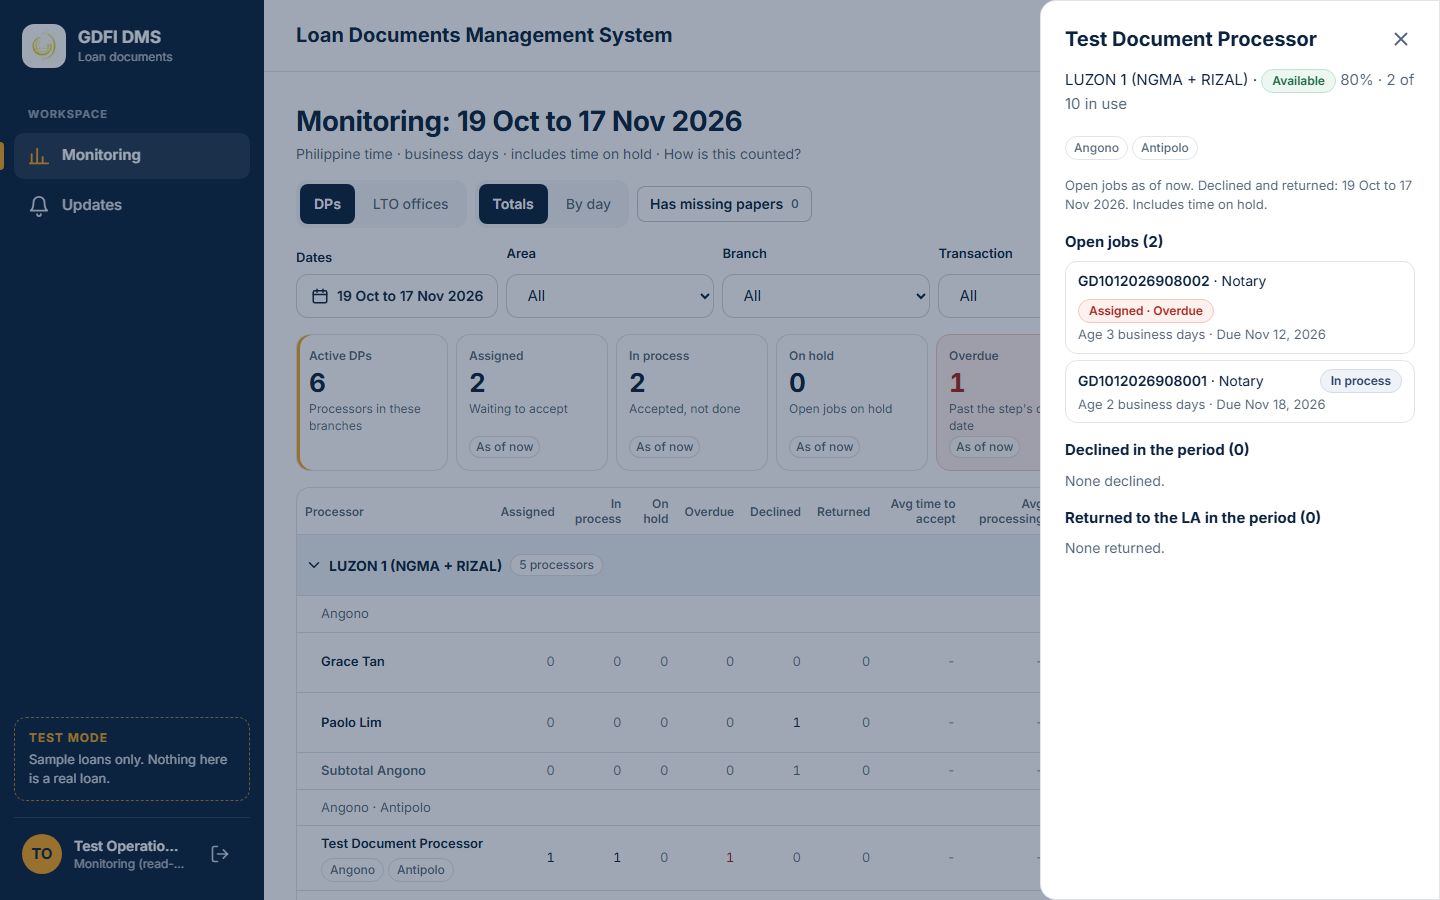 GDFI DMS
Loan documents
WORKSPACE
Monitoring
Updates
TEST MODE
Sample loans only. Nothing here
is a real loan.
TO
Test Operatio...
Monitoring (read-...
Loan Documents Management System
Monitoring: 19 Oct to 17 Nov 2026
Philippine time · business days · includes time on hold · How is this counted?
DPs
LTO offices
Totals
By day
Has missing papers 0
Dates
Area
Branch
Transaction
19 Oct to 17 Nov 2026
All
All
All
Active DPs
6
Processors in these
branches
Assigned
2
Waiting to accept
As of now
In process
2
Accepted, not done
As of now
On hold
0
Open jobs on hold
As of now
Overdue
1
Past the step's
date
As of now
Processor
Assigned
In
process
On
hold
Overdue
Declined
Returned
Avg time to
accept
Avg
processing
LUZON 1 (NGMA + RIZAL) 5 processors
Angono
Grace Tan 0 0 0 0 0 0 - -
Paolo Lim 0 0 0 0 1 0 - -
Subtotal Angono 0 0 0 0 1 0 - -
Angono · Antipolo
Test Document Processor
Angono Antipolo
1 1 0 1 0 0 - -
Test Document Processor
LUZON 1 (NGMA + RIZAL) · Available 80% · 2 of
10 in use
Angono Antipolo
Open jobs as of now. Declined and returned: 19 Oct to 17
Nov 2026. Includes time on hold.
Open jobs (2)
GD1012026908002 · Notary
Assigned · Overdue
Age 3 business days · Due Nov 12, 2026
GD1012026908001 · Notary In process
Age 2 business days · Due Nov 18, 2026
Declined in the period (0)
None declined.
Returned to the LA in the period (0)
None returned.